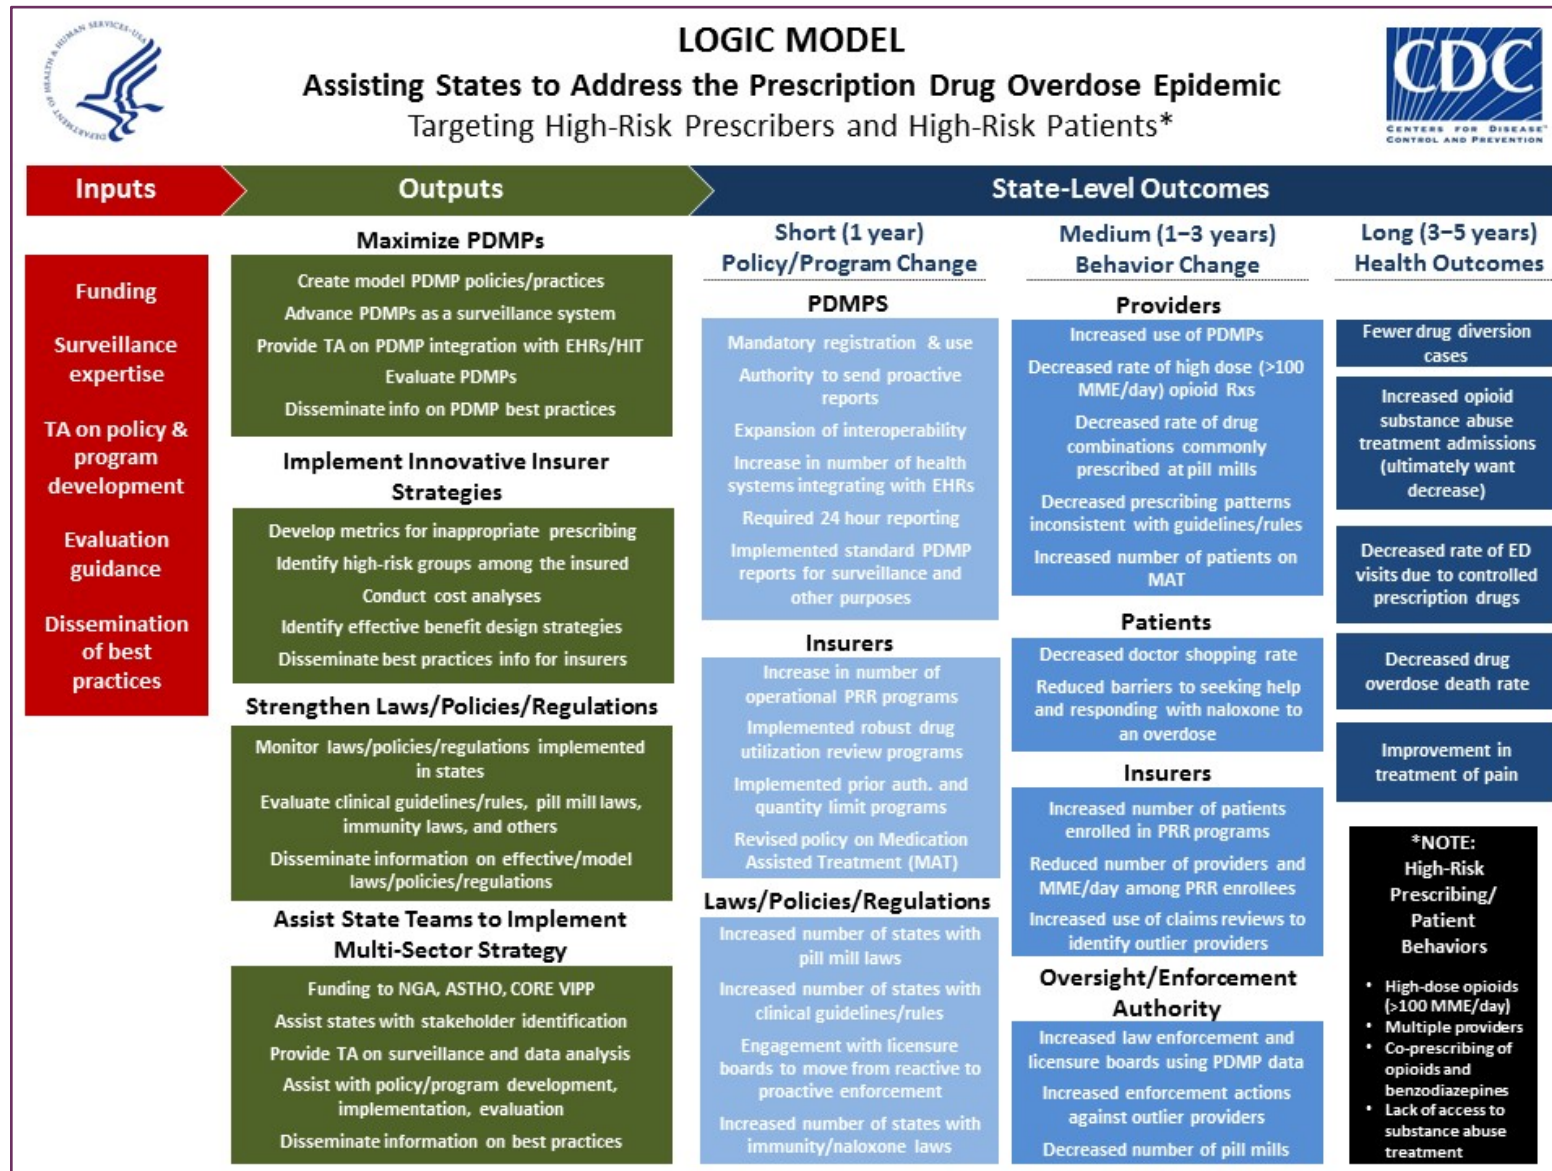 DEPARTMENT OF HEALTH & HUMAN SERVICES·USA
LOGIC MODEL
Assisting States to Address the Prescription Drug Overdose Epidemic
Targeting High-Risk Prescribers and High-Risk Patients*
CDC
CENTERS FOR DISEASE™
CONTROL AND PREVENTION
Inputs
Outputs
State-Level Outcomes
Funding
Surveillance
expertise
TA on policy &
program
development
Evaluation
guidance
Dissemination
of best
practices
Maximize PDMPs
Create model PDMP policies/practices
Advance PDMPs as a surveillance system
Provide TA on PDMP integration with EHRs/HIT
Evaluate PDMPs
Disseminate info on PDMP best practices
Implement Innovative Insurer
Strategies
Develop metrics for inappropriate prescribing
Identify high-risk groups among the insured
Conduct cost analyses
Identify effective benefit design strategies
Disseminate best practices info for insurers
Strengthen Laws/Policies/Regulations
Monitor laws/policies/regulations implemented
in states
Evaluate clinical guidelines/rules, pill mill laws,
immunity laws, and others
Disseminate information on effective/model
laws/policies/regulations
Assist State Teams to Implement
Multi-Sector Strategy
Funding to NGA, ASTHO, CORE VIPP
Assist states with stakeholder identification
Provide TA on surveillance and data analysis
Assist with policy/program development,
implementation, evaluation
Disseminate information on best practices
Short (1 year)
Policy/Program Change
PDMPS
Mandatory registration & use
Authority to send proactive
reports
Expansion of interoperability
Increase in number of health
systems integrating with EHRs
Required 24 hour reporting
Implemented standard PDMP
reports for surveillance and
other purposes
Insurers
Increase in number of
operational PRR programs
Implemented robust drug
utilization review programs
Implemented prior auth. and
quantity limit programs
Revised policy on Medication
Assisted Treatment (MAT)
Laws/Policies/Regulations
Increased number of states with
pill mill laws
Increased number of states with
clinical guidelines/rules
Engagement with licensure
boards to move from reactive to
proactive enforcement
Increased number of states with
immunity/naloxone laws
Medium (1–3 years)
Behavior Change
Providers
Increased use of PDMPs
Decreased rate of high dose (>100
MME/day) opioid Rxs
Decreased rate of drug
combinations commonly
prescribed at pill mills
Decreased prescribing patterns
inconsistent with guidelines/rules
Increased number of patients on
MAT
Patients
Decreased doctor shopping rate
Reduced barriers to seeking help
and responding with naloxone to
an overdose
Insurers
Increased number of patients
enrolled in PRR programs
Reduced number of providers and
MME/day among PRR enrollees
Increased use of claims reviews to
identify outlier providers
Oversight/Enforcement
Authority
Increased law enforcement and
licensure boards using PDMP data
Increased enforcement actions
against outlier providers
Decreased number of pill mills
Long (3–5 years)
Health Outcomes
Fewer drug diversion
cases
Increased opioid
substance abuse
treatment admissions
(ultimately want
decrease)
Decreased rate of ED
visits due to controlled
prescription drugs
Decreased drug
overdose death rate
Improvement in
treatment of pain
*NOTE:
High-Risk
Prescribing/
Patient
Behaviors
• High-dose opioids
(>100 MME/day)
• Multiple providers
• Co-prescribing of
opioids and
benzodiazepines
• Lack of access to
substance abuse
treatment